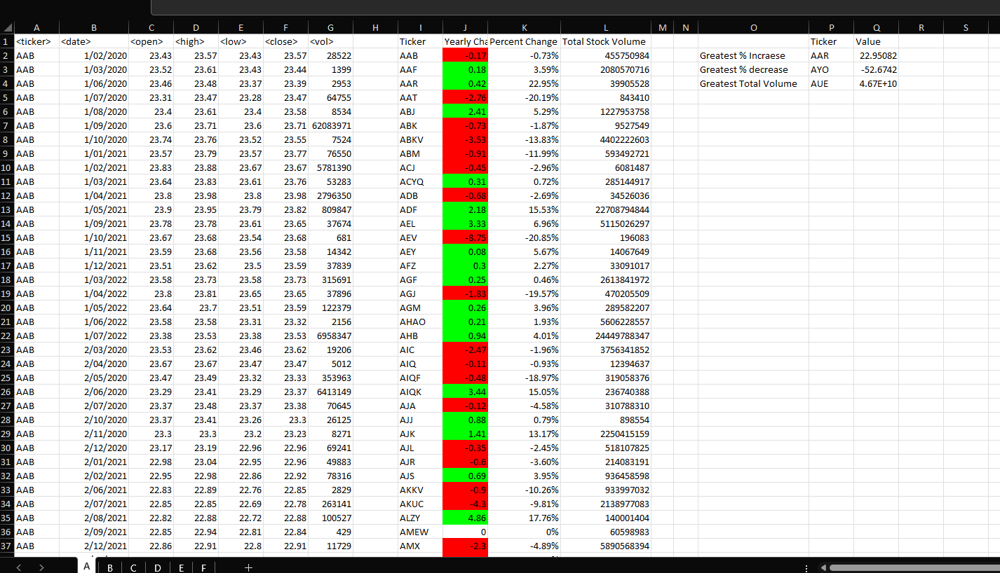 A B C D E F G H I J K L M N O P Q R S
1 <ticker> <date> <open> <high> <low> <close> <vol> Ticker Yearly Cha Percent Change Total Stock Volume Ticker Value
2 AAB 1/02/2020 23.43 23.57 23.43 23.57 28522 AAB -0.17 -0.73% 455750984 Greatest % Incraese AAR 22.95082
3 AAB 1/03/2020 23.52 23.61 23.43 23.44 1399 AAF 0.18 3.59% 2080570716 Greatest % decrease AYO -52.6742
4 AAB 1/06/2020 23.46 23.48 23.37 23.39 2953 AAR 0.42 22.95% 39905528 Greatest Total Volume AUE 4.67E+10
5 AAB 1/07/2020 23.31 23.47 23.28 23.47 64755 AAT -2.76 -20.19% 843410
6 AAB 1/08/2020 23.4 23.61 23.4 23.58 8534 ABJ 2.41 5.29% 1227953758
7 AAB 1/09/2020 23.6 23.71 23.6 23.71 62083971 ABK -0.73 -1.87% 9527549
8 AAB 1/10/2020 23.74 23.76 23.52 23.55 7524 ABKV -3.53 -13.83% 4402222603
9 AAB 1/01/2021 23.57 23.79 23.57 23.77 76550 ABM -0.91 -11.99% 593492721
10 AAB 1/02/2021 23.83 23.88 23.67 23.67 5781390 ACJ -0.45 -2.96% 6081487
11 AAB 1/03/2021 23.64 23.83 23.61 23.76 53283 ACYQ 0.31 0.72% 285144917
12 AAB 1/04/2021 23.8 23.98 23.8 23.98 2796350 ADB -0.68 -2.69% 34526036
13 AAB 1/05/2021 23.9 23.95 23.79 23.82 809847 ADF 2.18 15.53% 22708794844
14 AAB 1/09/2021 23.78 23.78 23.61 23.65 37674 AEL 3.33 6.96% 5115026297
15 AAB 1/10/2021 23.67 23.68 23.54 23.68 681 AEV -8.75 -20.85% 196083
16 AAB 1/11/2021 23.59 23.68 23.56 23.58 14342 AEY 0.08 5.67% 14067649
17 AAB 1/12/2021 23.51 23.62 23.5 23.59 37839 AFZ 0.3 2.27% 33091017
18 AAB 1/03/2022 23.58 23.73 23.58 23.73 315691 AGF 0.25 0.46% 2613841972
19 AAB 1/04/2022 23.8 23.81 23.65 23.65 37896 AGJ -1.83 -19.57% 470205509
20 AAB 1/05/2022 23.64 23.7 23.51 23.59 122379 AGM 0.26 3.96% 289582207
21 AAB 1/06/2022 23.58 23.58 23.31 23.32 2156 AHAO 0.21 1.93% 5606228557
22 AAB 1/07/2022 23.38 23.53 23.38 23.53 6958347 AHB 0.94 4.01% 24449788347
23 AAB 2/03/2020 23.53 23.62 23.46 23.62 19206 AIC -2.47 -1.96% 3756341852
24 AAB 2/04/2020 23.67 23.67 23.47 23.47 5012 AIQ -0.11 -0.93% 12394637
25 AAB 2/05/2020 23.47 23.49 23.32 23.33 353963 AIQF -0.48 -18.97% 319058376
26 AAB 2/06/2020 23.29 23.41 23.29 23.37 6413149 AIQK 3.44 15.05% 236740388
27 AAB 2/07/2020 23.37 23.48 23.37 23.38 70645 AJA -0.12 -4.58% 310788310
28 AAB 2/10/2020 23.37 23.41 23.26 23.3 26125 AJJ 0.88 0.79% 898554
29 AAB 2/11/2020 23.3 23.3 23.2 23.23 8271 AJK 1.41 13.17% 2250415159
30 AAB 2/12/2020 23.17 23.19 22.96 22.96 69241 AJL -0.35 -2.45% 518107825
31 AAB 2/01/2021 22.98 23.04 22.95 22.96 49883 AJR -0.6 -3.60% 214083191
32 AAB 2/02/2021 22.95 22.98 22.86 22.92 78316 AJS 0.69 3.95% 936458598
33 AAB 2/06/2021 22.83 22.89 22.76 22.85 2829 AKKV -0.9 -10.26% 933997032
34 AAB 2/07/2021 22.85 22.85 22.69 22.78 263141 AKUC -4.3 -9.81% 2138977083
35 AAB 2/08/2021 22.82 22.88 22.72 22.88 100527 ALZY 4.86 17.76% 140001404
36 AAB 2/09/2021 22.85 22.94 22.81 22.84 429 AMEW 0 0% 60598983
37 AAB 2/12/2021 22.86 22.91 22.8 22.91 11729 AMX -2.3 -4.89% 5890568394
A B C D E F